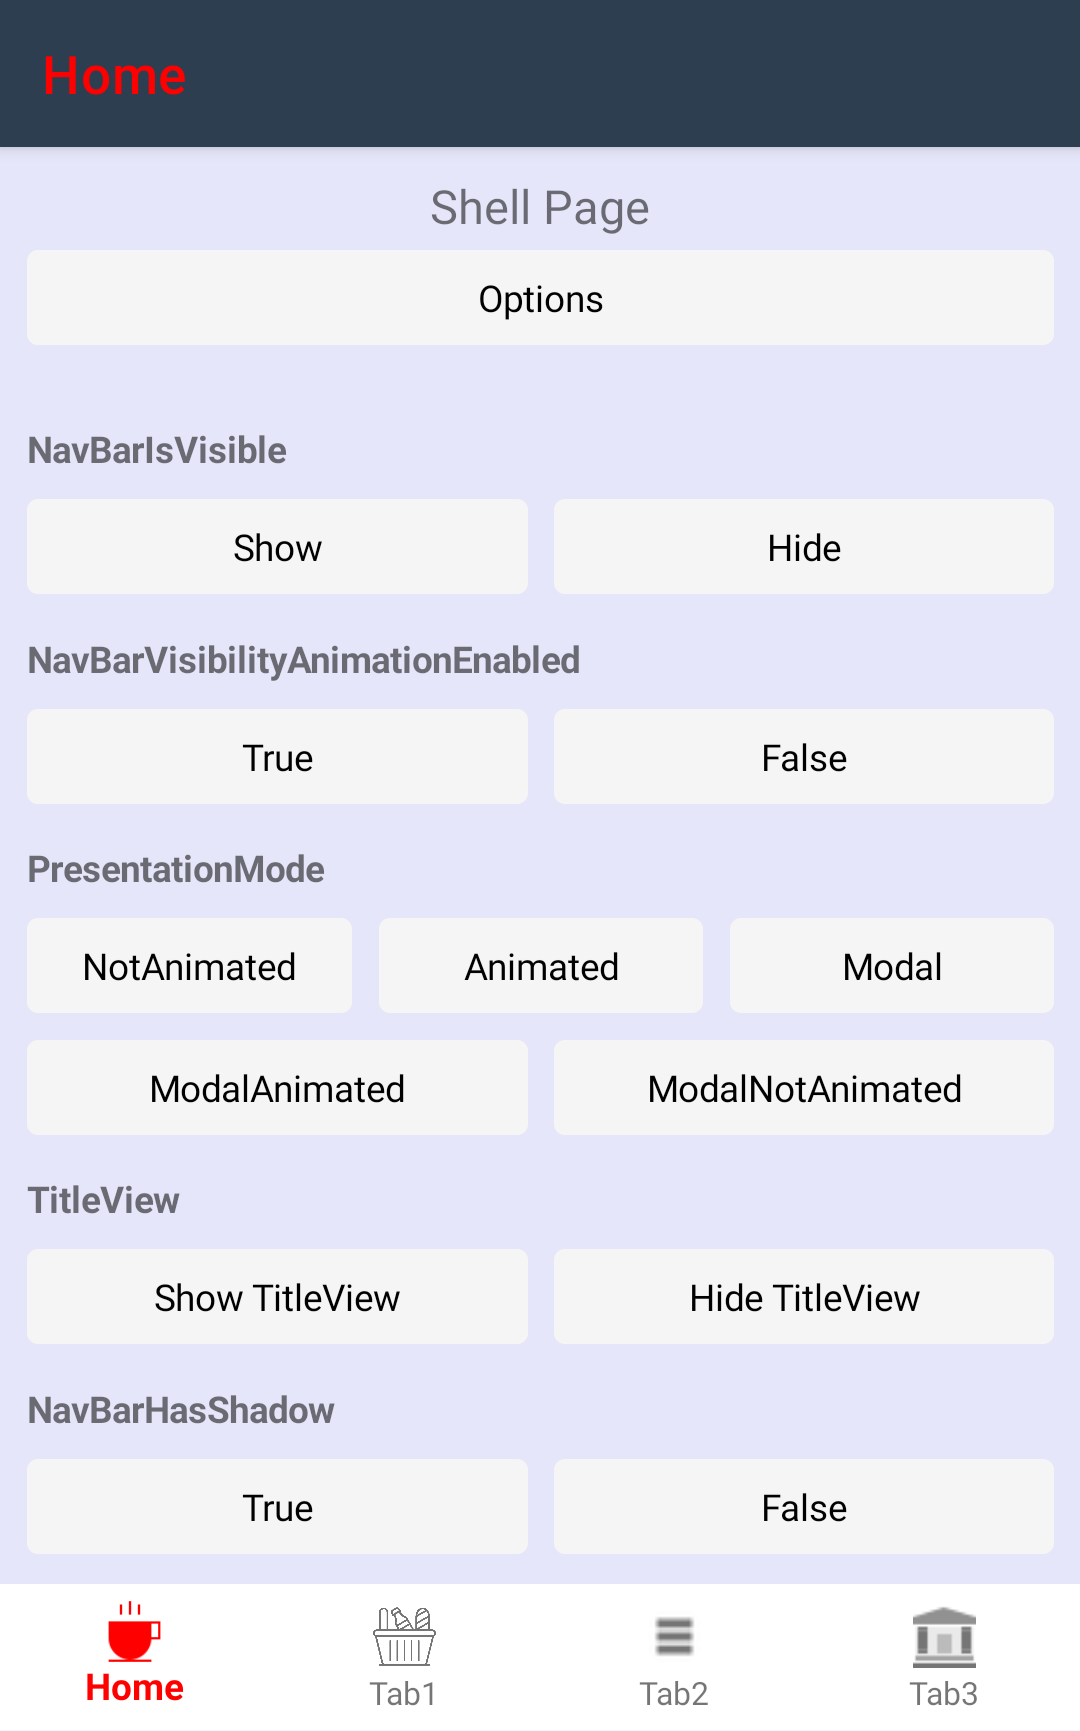 Home
Shell Page
Options
NavBarIsVisible
Show Hide
NavBarVisibilityAnimationEnabled
True False
PresentationMode
NotAnimated Animated Modal
ModalAnimated ModalNotAnimated
TitleView
Show TitleView Hide TitleView
NavBarHasShadow
True False
Home Tab1 Tab2 Tab3